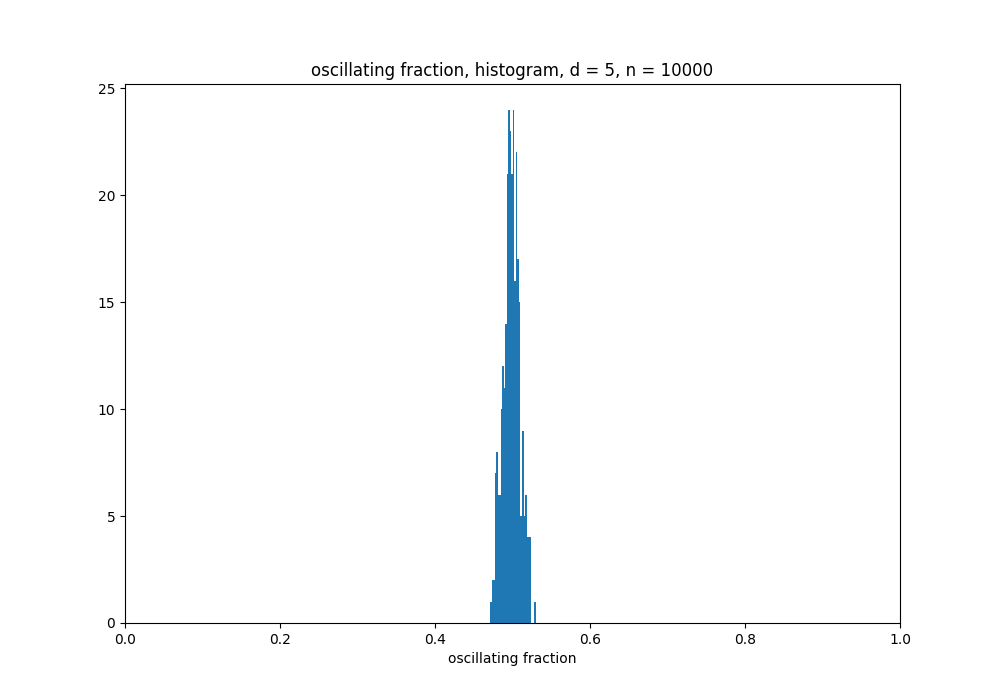 oscillating fraction, histogram, d = 5, n = 10000
25
20
15
10
5
0
0.0 0.2 0.4 0.6 0.8 1.0
oscillating fraction